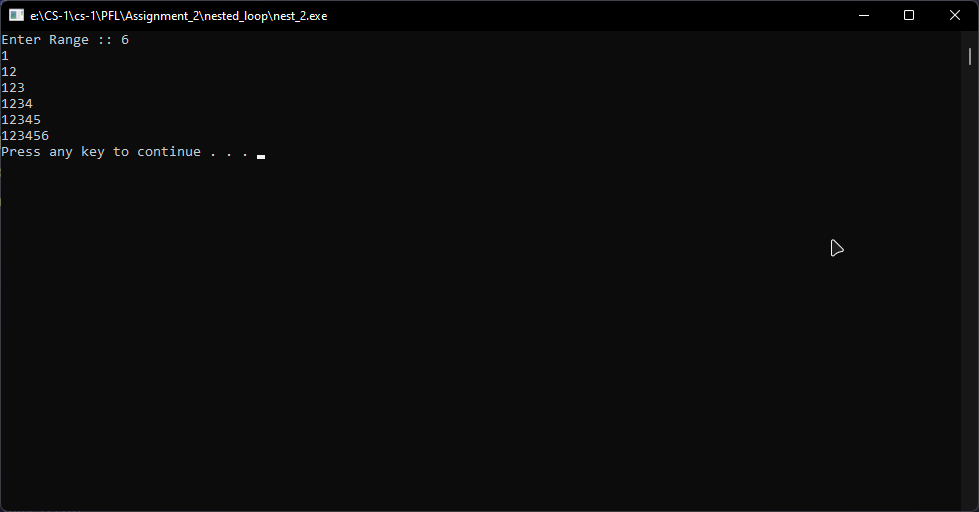 e:\CS-1\cs-1\PFL\Assignment_2\nested_loop\nest_2.exe
Enter Range :: 6
1
12
123
1234
12345
123456
Press any key to continue . . .